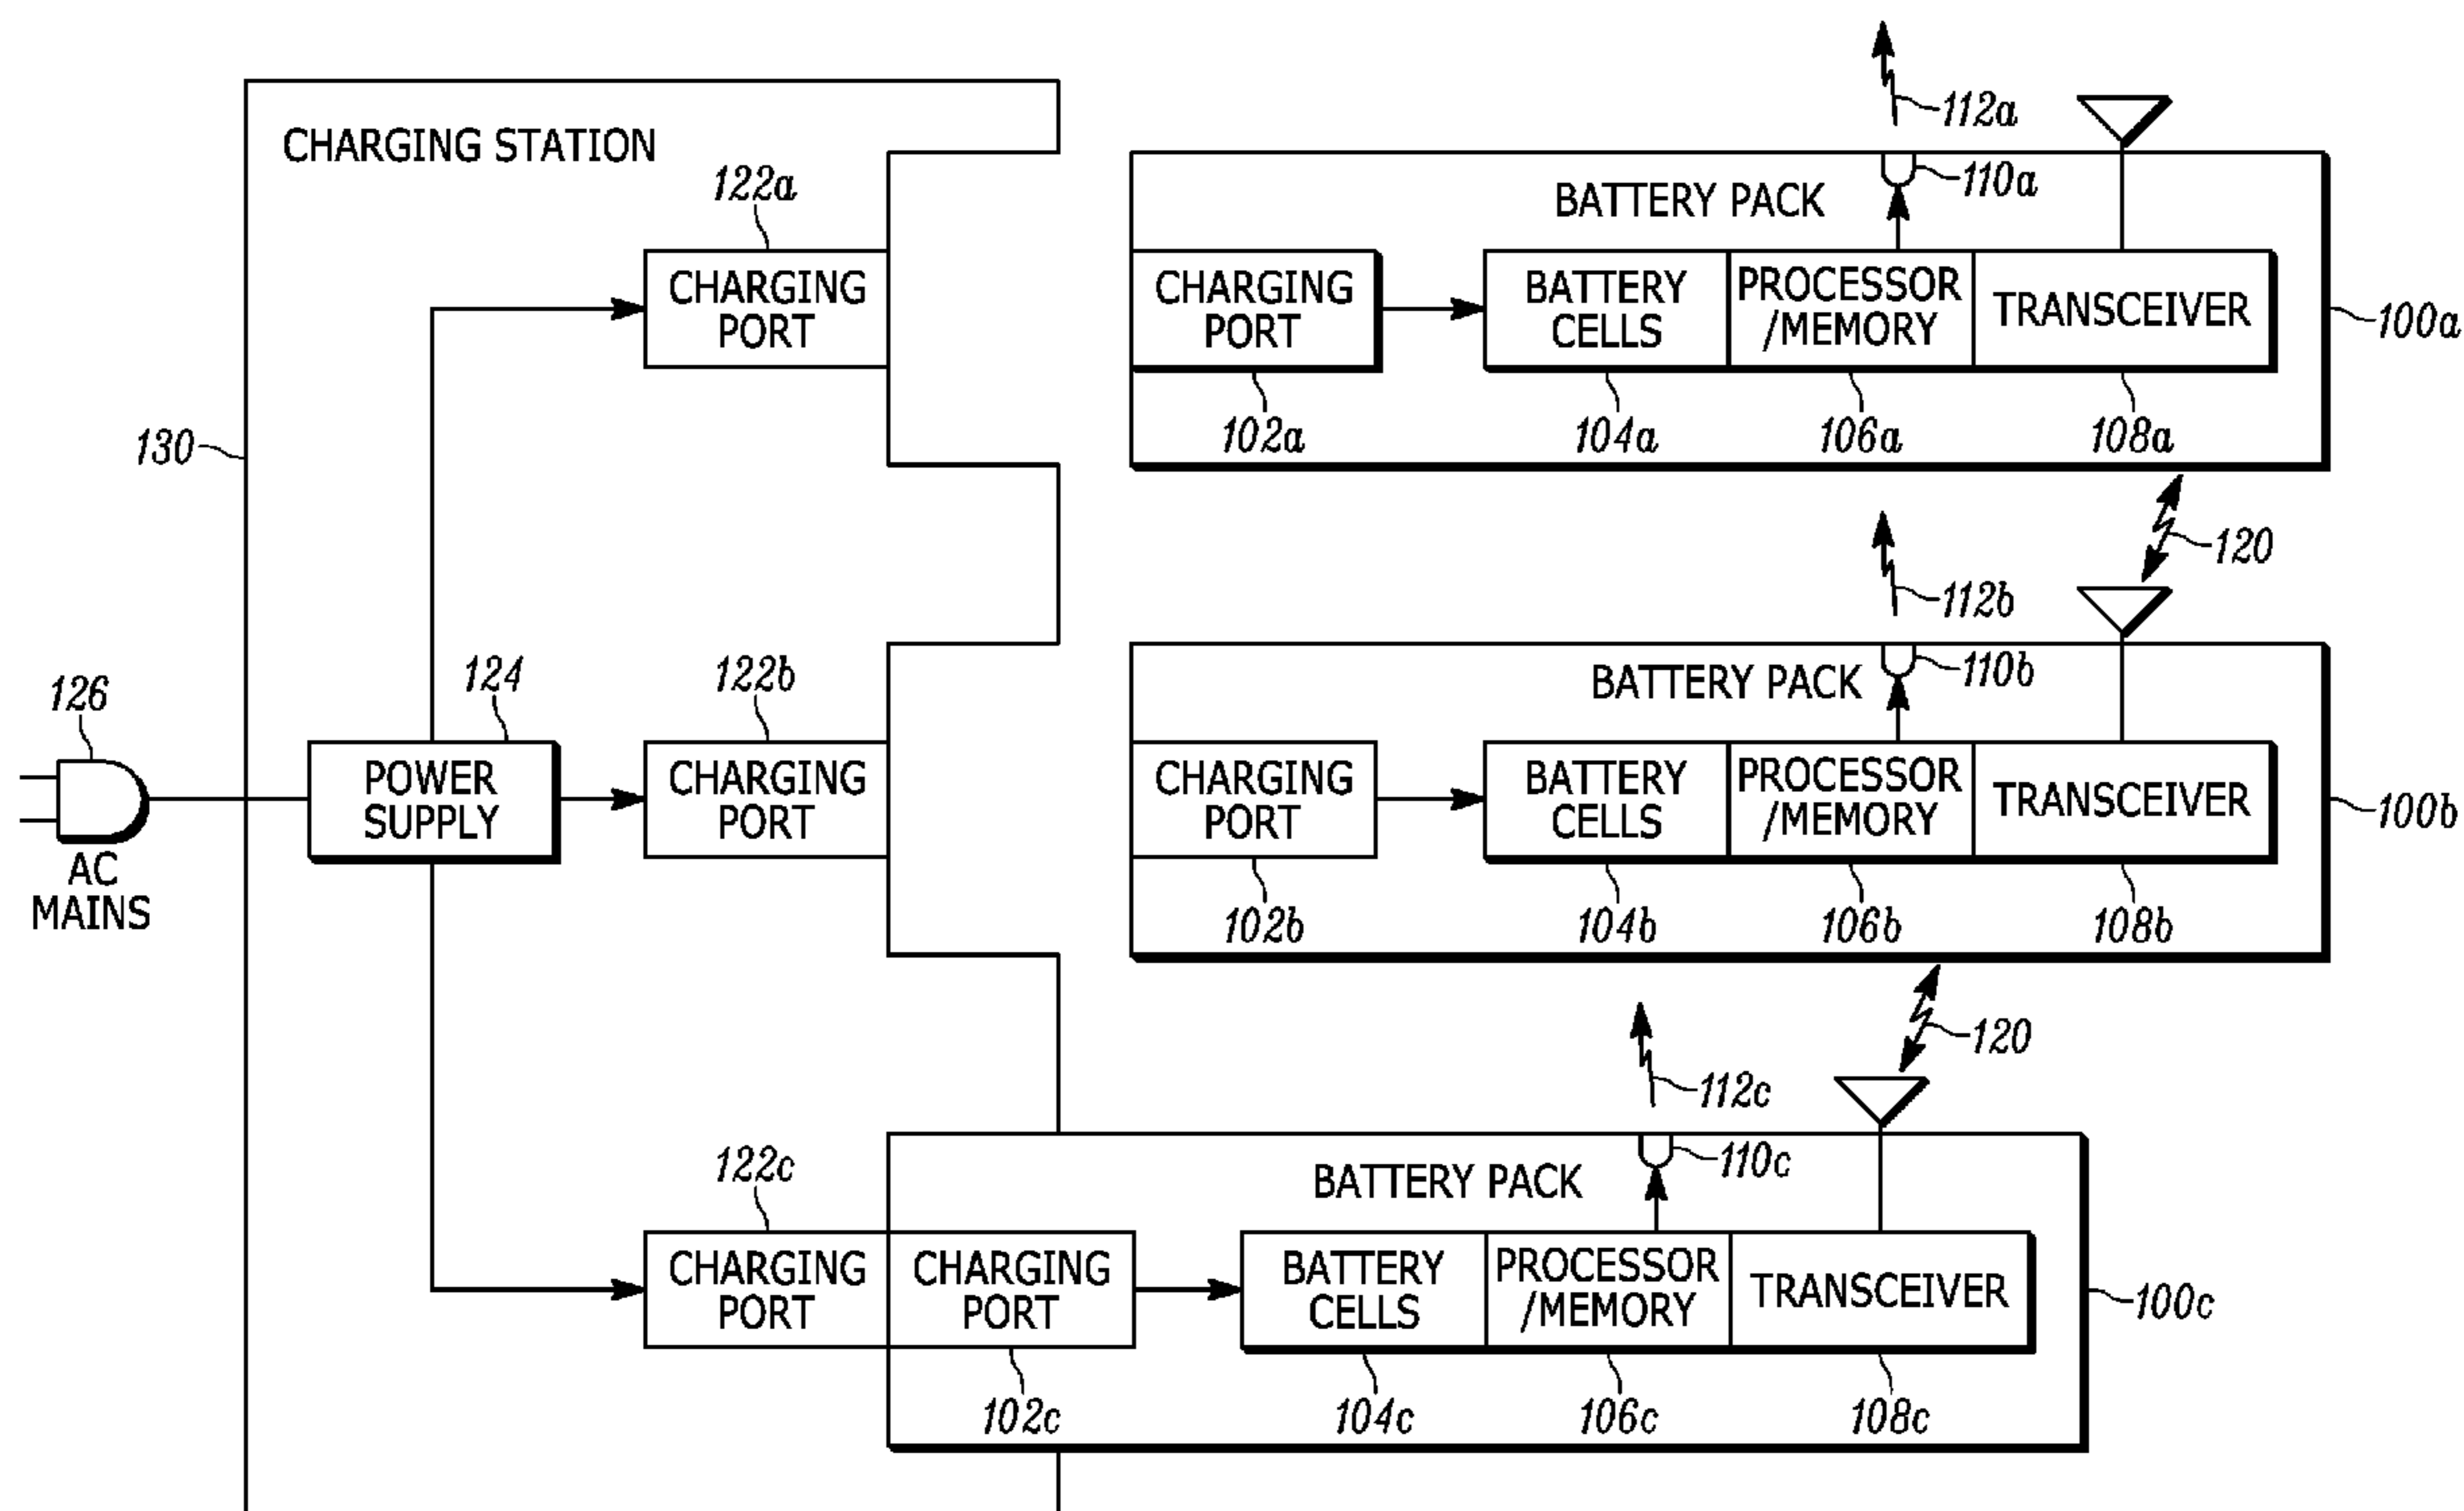 112a
CHARGING STATION
122a
BATTERY PACK
110a
CHARGING
PORT
CHARGING
PORT
BATTERY
CELLS
PROCESSOR
/MEMORY
TRANSCEIVER
100a
130
102a
104a
106a
108a
120
112b
126
124
122b
BATTERY PACK
110b
POWER
SUPPLY
CHARGING
PORT
CHARGING
PORT
BATTERY
CELLS
PROCESSOR
/MEMORY
TRANSCEIVER
100b
AC
MAINS
102b
104b
106b
108b
120
112c
122c
BATTERY PACK
110c
CHARGING
PORT
CHARGING
PORT
BATTERY
CELLS
PROCESSOR
/MEMORY
TRANSCEIVER
100c
102c
104c
106c
108c